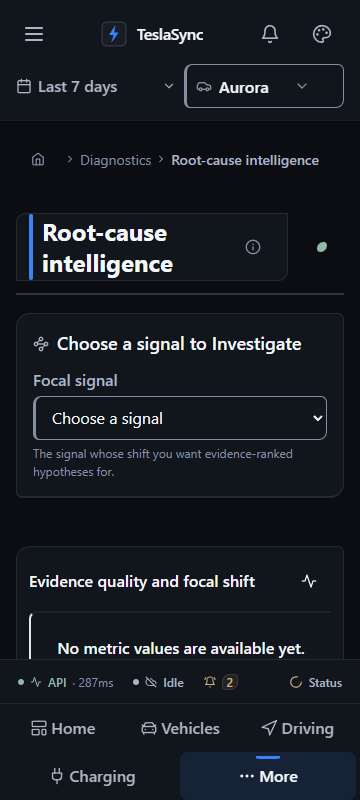 TeslaSync
Last 7 days
Aurora
Diagnostics
Root-cause intelligence
Root-cause
intelligence
Choose a signal to Investigate
Focal signal
Choose a signal
The signal whose shift you want evidence-ranked
hypotheses for.
Evidence quality and focal shift
No metric values are available yet.
API · 287ms
Idle
2
Status
Home
Vehicles
Driving
Charging
More